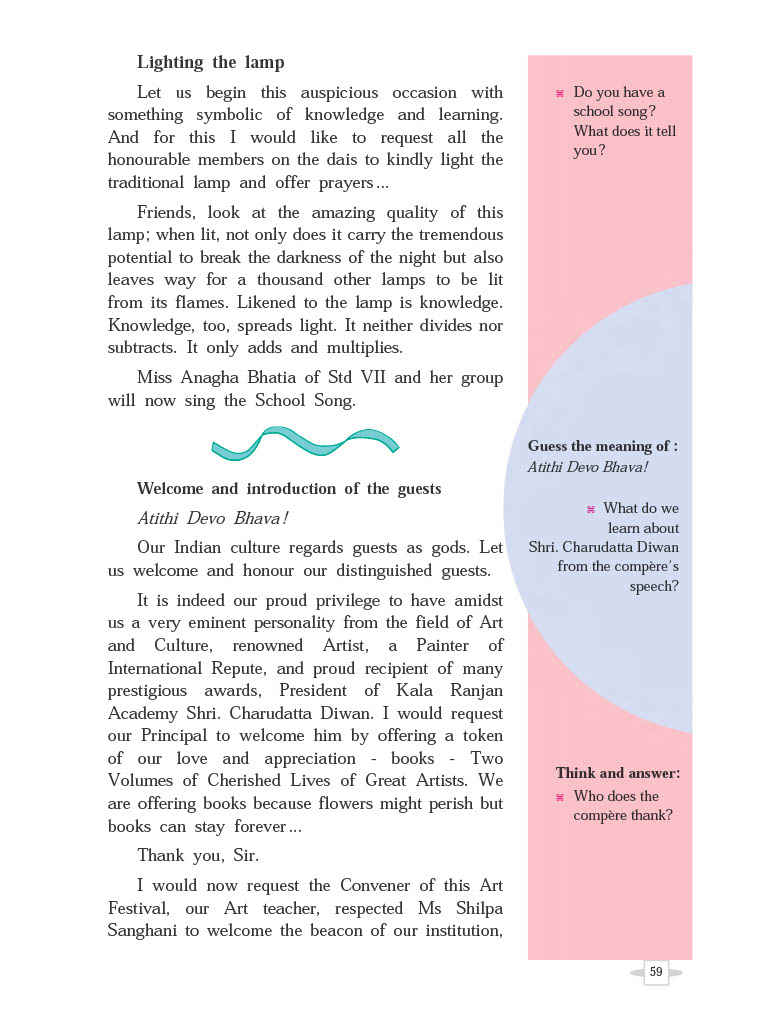 Lighting the lamp
Let us begin this auspicious occasion with
something symbolic of knowledge and learning.
And for this I would like to request all the
honourable members on the dais to kindly light the
traditional lamp and offer prayers...
Friends, look at the amazing quality of this
lamp; when lit, not only does it carry the tremendous
potential to break the darkness of the night but also
leaves way for a thousand other lamps to be lit
from its flames. Likened to the lamp is knowledge.
Knowledge, too, spreads light. It neither divides nor
subtracts. It only adds and multiplies.
Miss Anagha Bhatia of Std VII and her group
will now sing the School Song.
Welcome and introduction of the guests
Atithi Devo Bhava!
Our Indian culture regards guests as gods. Let
us welcome and honour our distinguished guests.
It is indeed our proud privilege to have amidst
us a very eminent personality from the field of Art
and Culture, renowned Artist, a Painter of
International Repute, and proud recipient of many
prestigious awards, President of Kala Ranjan
Academy Shri. Charudatta Diwan. I would request
our Principal to welcome him by offering a token
of our love and appreciation - books - Two
Volumes of Cherished Lives of Great Artists. We
are offering books because flowers might perish but
books can stay forever...
Thank you, Sir.
I would now request the Convener of this Art
Festival, our Art teacher, respected Ms Shilpa
Sanghani to welcome the beacon of our institution,
⌘ Do you have a
school song?
What does it tell
you?
Guess the meaning of :
Atithi Devo Bhava!
⌘ What do we
learn about
Shri. Charudatta Diwan
from the compère's
speech?
Think and answer:
⌘ Who does the
compère thank?
59